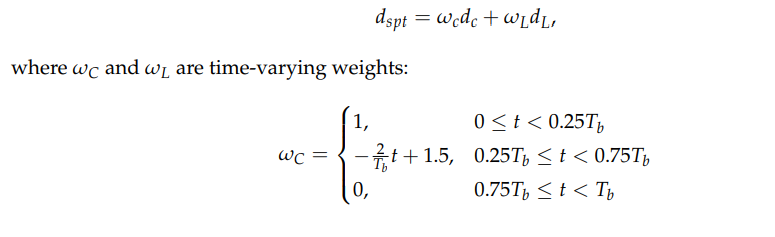 d_{spt} = ω_c d_c + ω_L d_L,
where ω_C and ω_L are time-varying weights:
ω_C = { 1, 0 ≤ t < 0.25T_b
−\frac{2}{T_b}t + 1.5, 0.25T_b ≤ t < 0.75T_b
0, 0.75T_b ≤ t < T_b